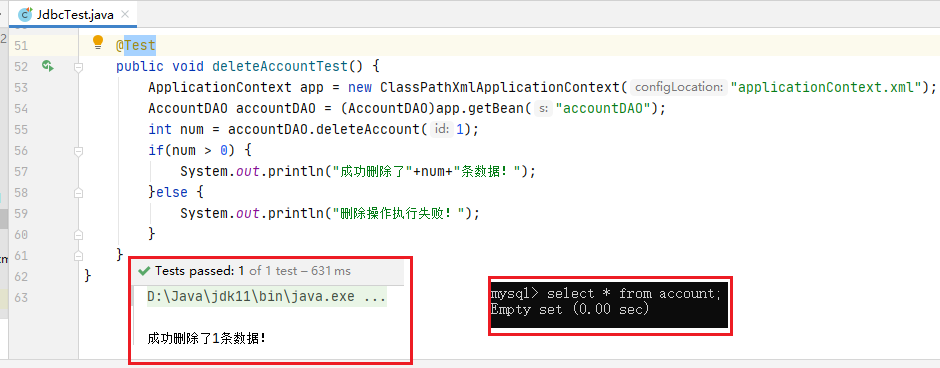 JdbcTest.java
51 @Test
52 public void deleteAccountTest() {
53 ApplicationContext app = new ClassPathXmlApplicationContext( configLocation: "applicationContext.xml");
54 AccountDAO accountDAO = (AccountDAO)app.getBean( s: "accountDAO");
55 int num = accountDAO.deleteAccount( id: 1);
56 if(num > 0) {
57 System.out.println("成功删除了"+num+"条数据！");
58 }else {
59 System.out.println("删除操作执行失败！");
60 }
61 }
62 }
63
Tests passed: 1 of 1 test – 631 ms
D:\Java\jdk11\bin\java.exe ...
成功删除了1条数据！
mysql> select * from account;
Empty set (0.00 sec)